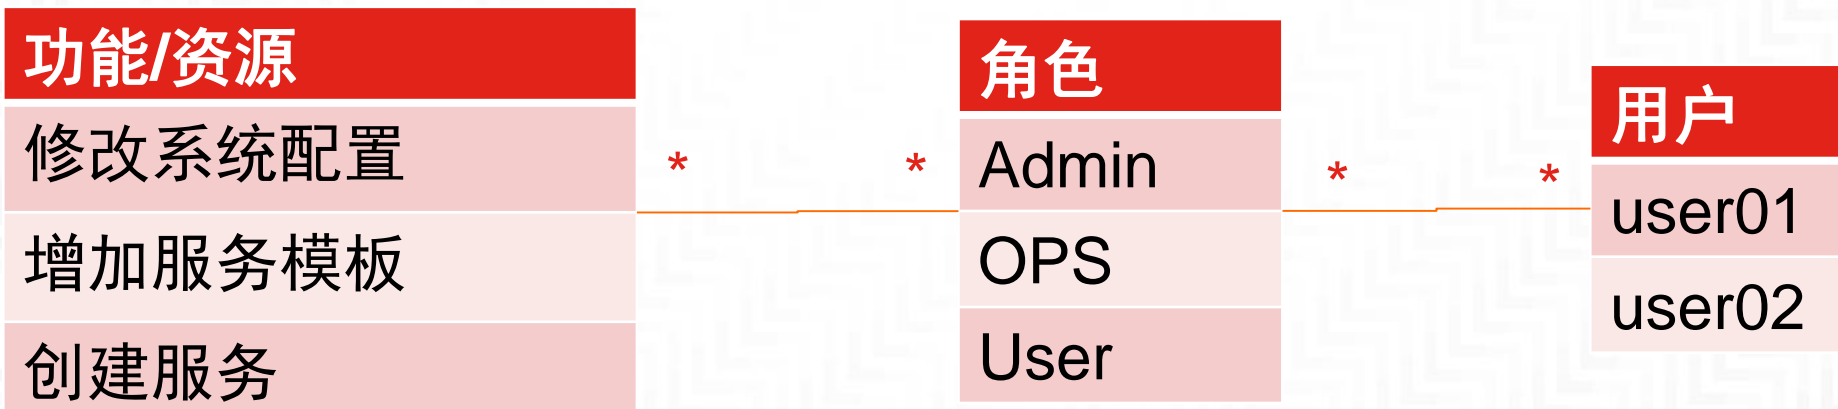 功能/资源
修改系统配置
增加服务模板
创建服务
*
*
角色
Admin
OPS
User
*
*
用户
user01
user02